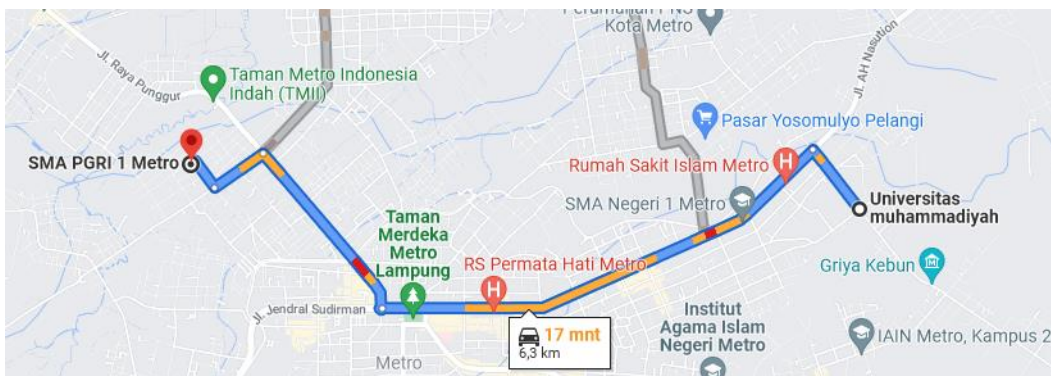 Perumahan PNS
Kota Metro
Jl. AH Nasution
Jl. Raya Punggur
Taman Metro Indonesia
Indah (TMII)
Pasar Yosomulyo Pelangi
SMA PGRI 1 Metro
Rumah Sakit Islam Metro
SMA Negeri 1 Metro
Universitas
muhammadiyah
Taman
Merdeka
Metro
Lampung
RS Permata Hati Metro
Griya Kebun
Jl. Jendral Sudirman
17 mnt
6,3 km
Institut
Agama Islam
Negeri Metro
IAIN Metro, Kampus 2
Metro